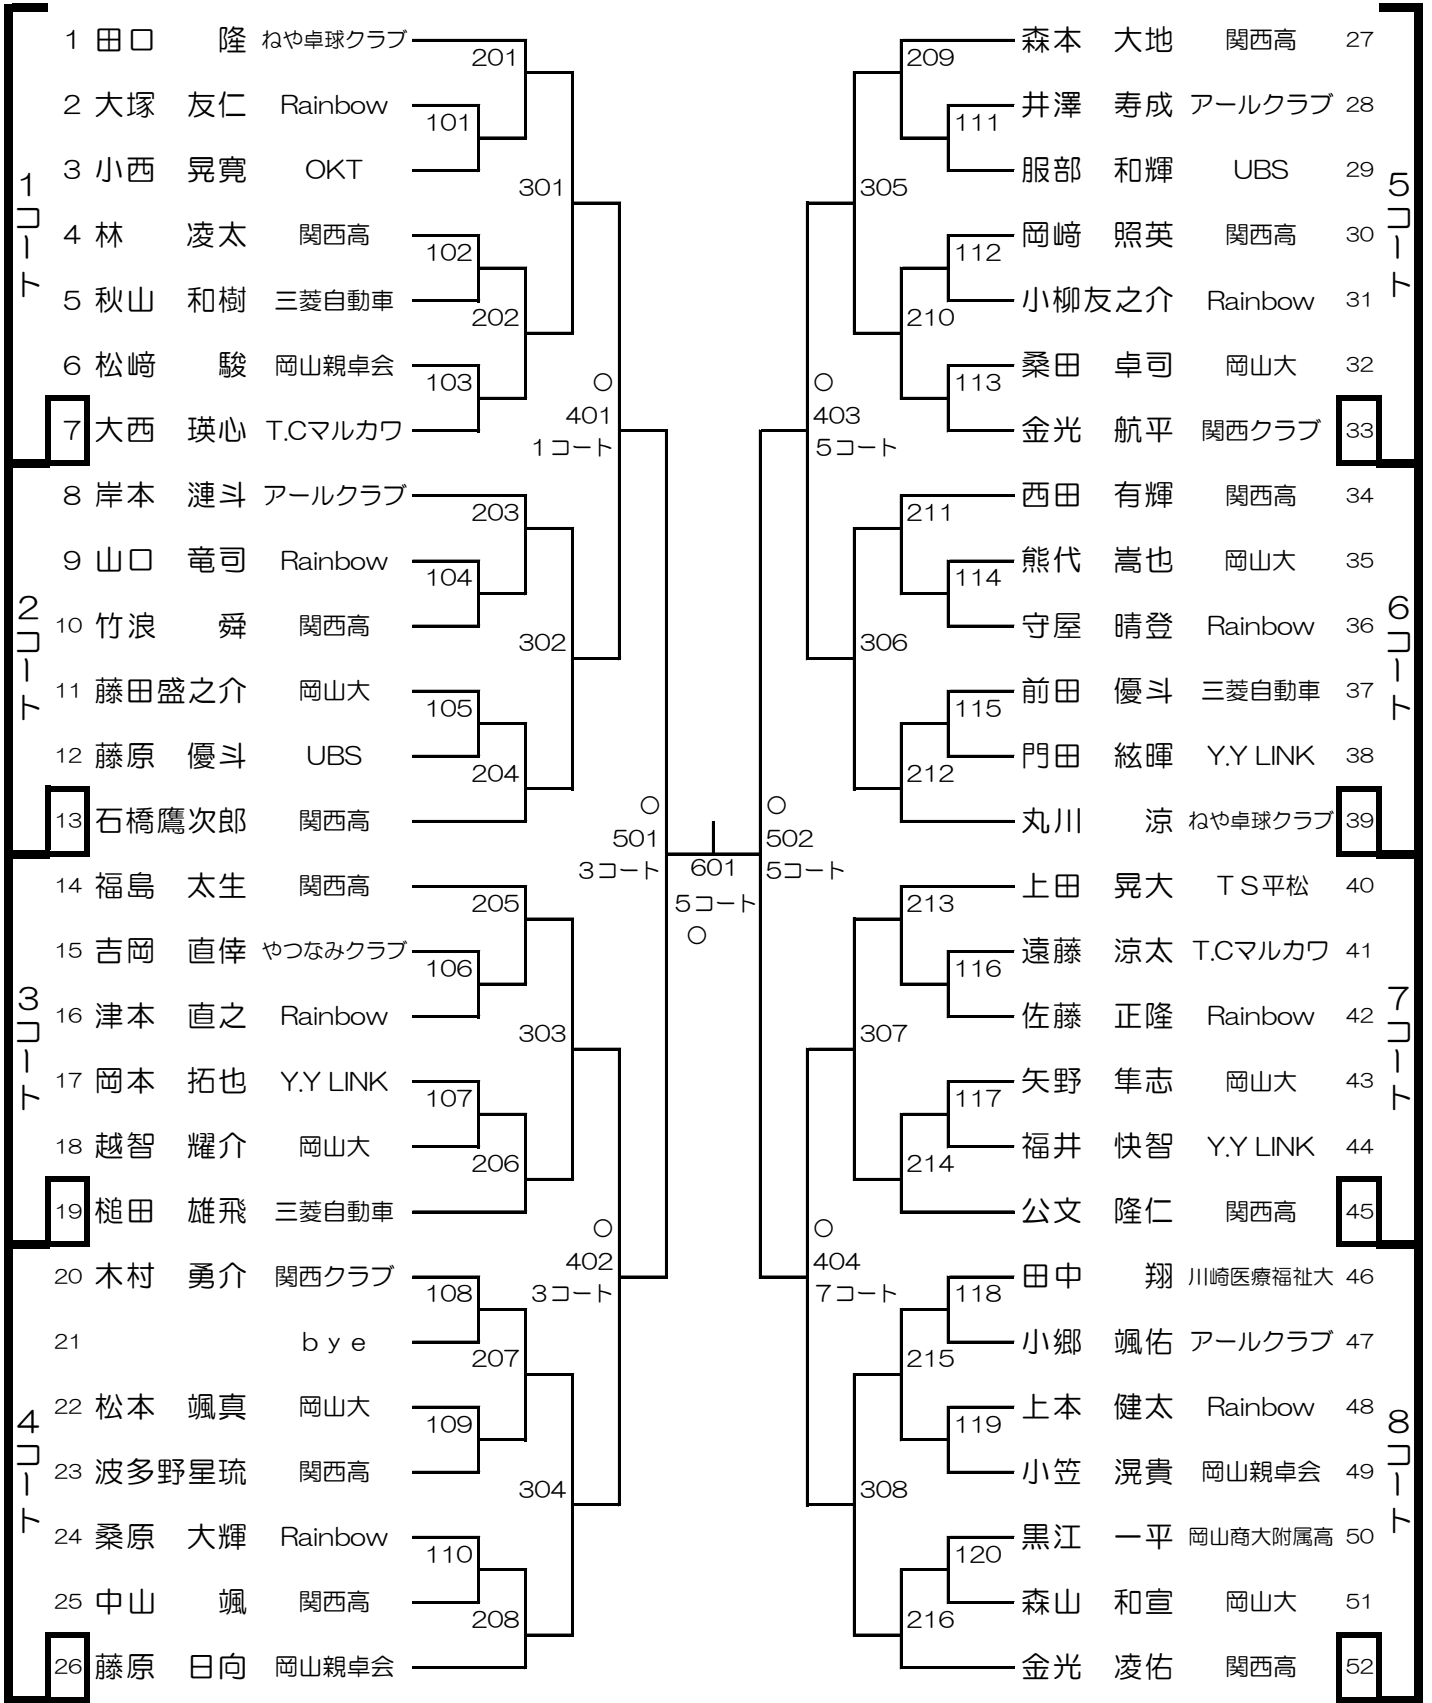 1コート
1 田口 隆 ねや卓球クラブ
2 大塚 友仁 Rainbow
3 小西 晃寛 OKT
4 林 凌太 関西高
5 秋山 和樹 三菱自動車
6 松﨑 駿 岡山親卓会
7 大西 瑛心 T.Cマルカワ
2コート
8 岸本 漣斗 アールクラブ
9 山口 竜司 Rainbow
10 竹浪 舜 関西高
11 藤田盛之介 岡山大
12 藤原 優斗 UBS
13 石橋鷹次郎 関西高
3コート
14 福島 太生 関西高
15 吉岡 直倖 やつなみクラブ
16 津本 直之 Rainbow
17 岡本 拓也 Y.Y LINK
18 越智 耀介 岡山大
19 槌田 雄飛 三菱自動車
4コート
20 木村 勇介 関西クラブ
21 bye
22 松本 颯真 岡山大
23 波多野星琉 関西高
24 桑原 大輝 Rainbow
25 中山 颯 関西高
26 藤原 日向 岡山親卓会
101
102
103
104
105
106
107
108
109
110
201
202
203
204
205
206
207
208
301
302
303
304
○
401
1コート
○
402
3コート
○
501
3コート
601
5コート
○
○
502
5コート
○
403
5コート
○
404
7コート
305
306
307
308
209
210
211
212
213
214
215
216
111
112
113
114
115
116
117
118
119
120
森本 大地 関西高 27
井澤 寿成 アールクラブ 28
服部 和輝 UBS 29
岡﨑 照英 関西高 30
小柳友之介 Rainbow 31
桑田 卓司 岡山大 32
金光 航平 関西クラブ 33
5コート
西田 有輝 関西高 34
熊代 嵩也 岡山大 35
守屋 晴登 Rainbow 36
前田 優斗 三菱自動車 37
門田 絃暉 Y.Y LINK 38
丸川 涼 ねや卓球クラブ 39
6コート
上田 晃大 TS平松 40
遠藤 涼太 T.Cマルカワ 41
佐藤 正隆 Rainbow 42
矢野 隼志 岡山大 43
福井 快智 Y.Y LINK 44
公文 隆仁 関西高 45
7コート
田中 翔 川崎医療福祉大 46
小郷 颯佑 アールクラブ 47
上本 健太 Rainbow 48
小笠 滉貴 岡山親卓会 49
黒江 一平 岡山商大附属高 50
森山 和宣 岡山大 51
金光 凌佑 関西高 52
8コート